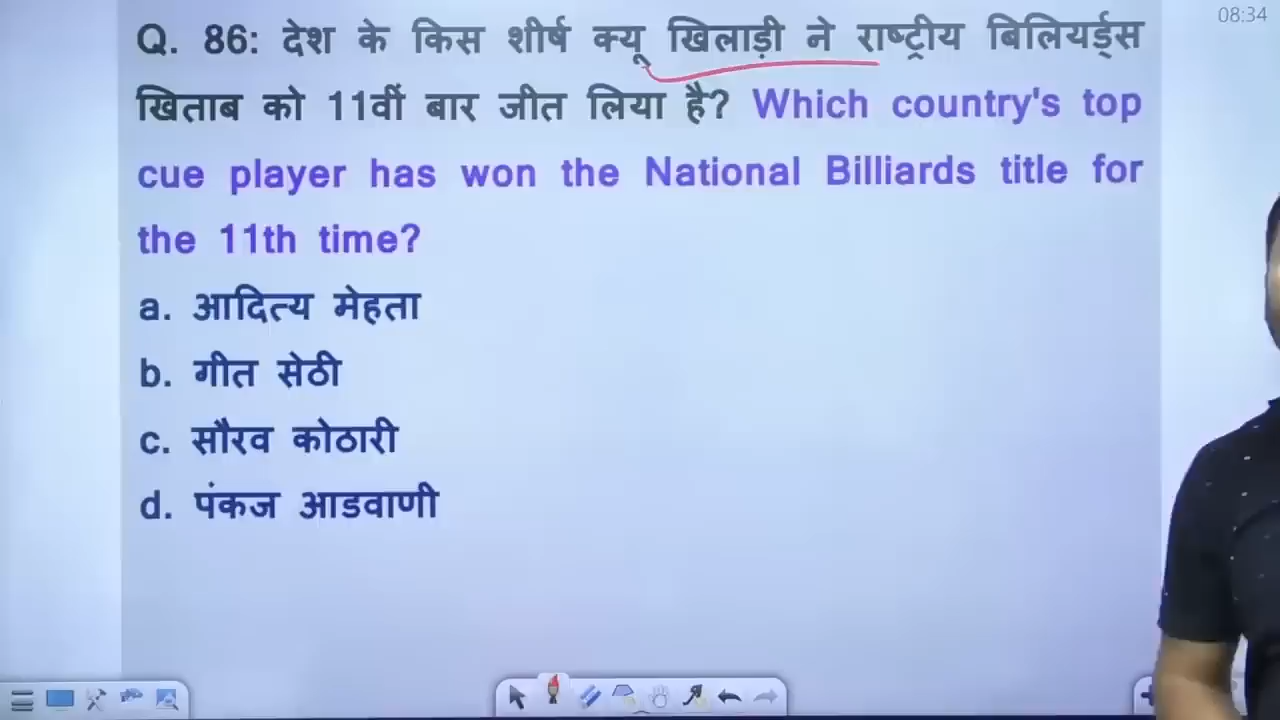 08:34
Q. 86: देश के किस शीर्ष क्यू खिलाड़ी ने राष्ट्रीय बिलियर्ड्स
खिताब को 11वीं बार जीत लिया है? Which country's top
cue player has won the National Billiards title for
the 11th time?
a. आदित्य मेहता
b. गीत सेठी
c. सौरव कोठारी
d. पंकज आडवाणी